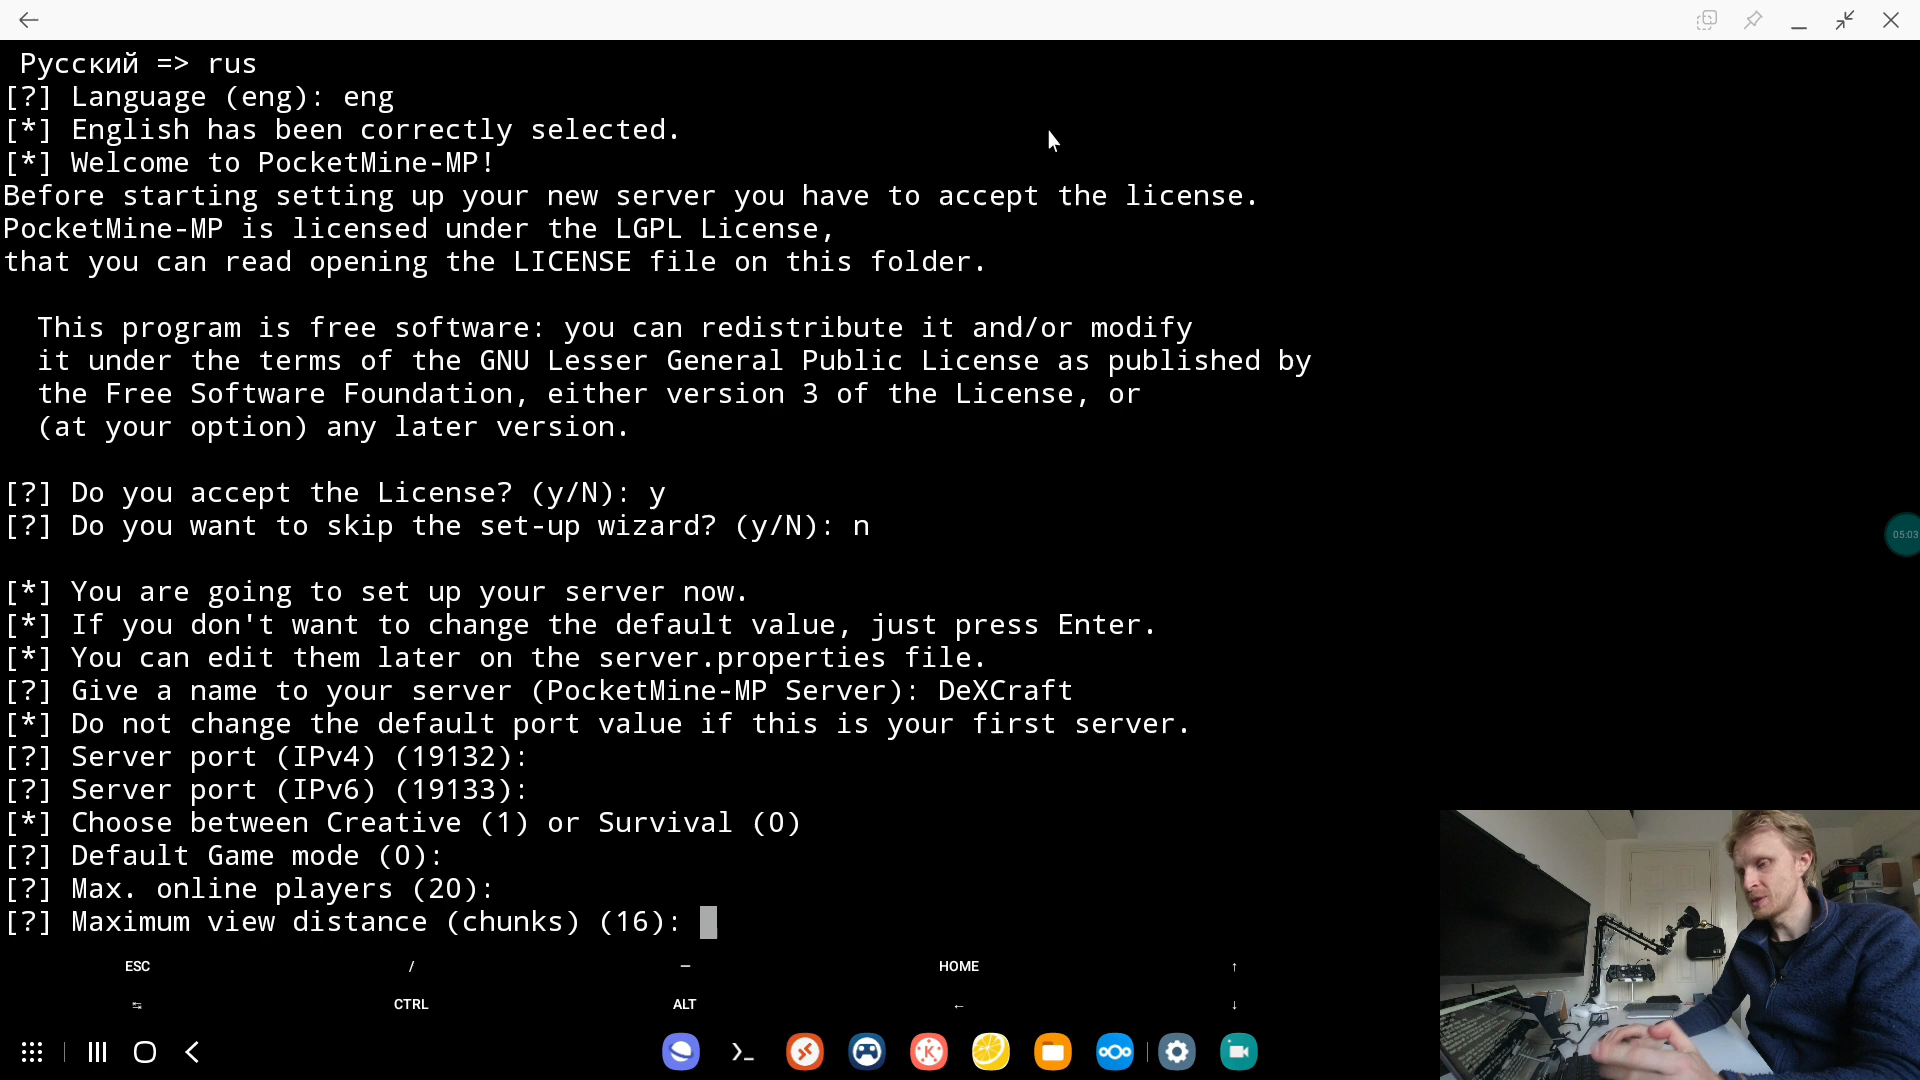 Русский => rus
[?] Language (eng): eng
[*] English has been correctly selected.
[*] Welcome to PocketMine-MP!
Before starting setting up your new server you have to accept the license.
PocketMine-MP is licensed under the LGPL License,
that you can read opening the LICENSE file on this folder.
This program is free software: you can redistribute it and/or modify
it under the terms of the GNU Lesser General Public License as published by
the Free Software Foundation, either version 3 of the License, or
(at your option) any later version.
[?] Do you accept the License? (y/N): y
[?] Do you want to skip the set-up wizard? (y/N): n
[*] You are going to set up your server now.
[*] If you don't want to change the default value, just press Enter.
[*] You can edit them later on the server.properties file.
[?] Give a name to your server (PocketMine-MP Server): DeXCraft
[*] Do not change the default port value if this is your first server.
[?] Server port (IPv4) (19132):
[?] Server port (IPv6) (19133):
[*] Choose between Creative (1) or Survival (0)
[?] Default Game mode (0):
[?] Max. online players (20):
[?] Maximum view distance (chunks) (16):
05:03
ESC / — HOME ↑
⇆ CTRL ALT ← ↓